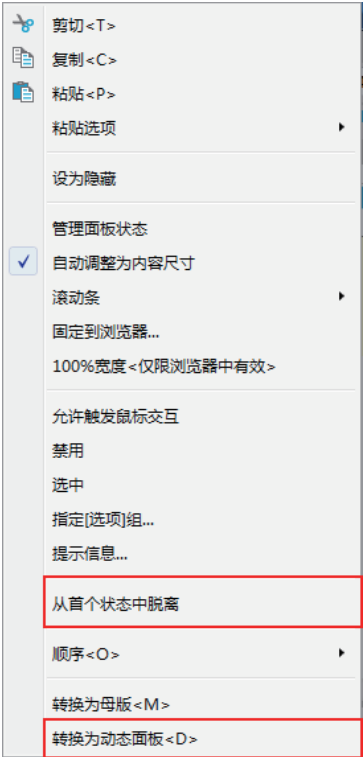 剪切<T>
复制<C>
粘贴<P>
粘贴选项
设为隐藏
管理面板状态
自动调整为内容尺寸
滚动条
固定到浏览器...
100%宽度<仅限浏览器中有效>
允许触发鼠标交互
禁用
选中
指定[选项]组...
提示信息...
从首个状态中脱离
顺序<O>
转换为母版<M>
转换为动态面板<D>